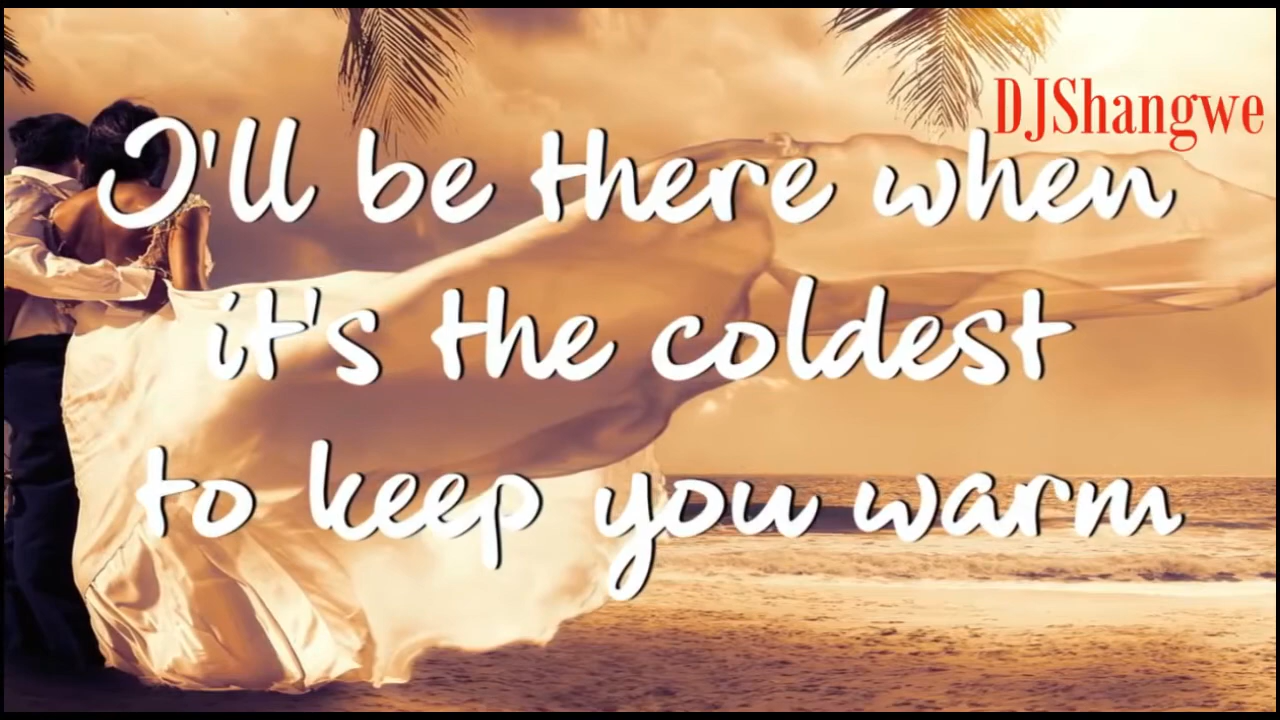 DJShangwe
I'll be there when
it's the coldest
to keep you warm